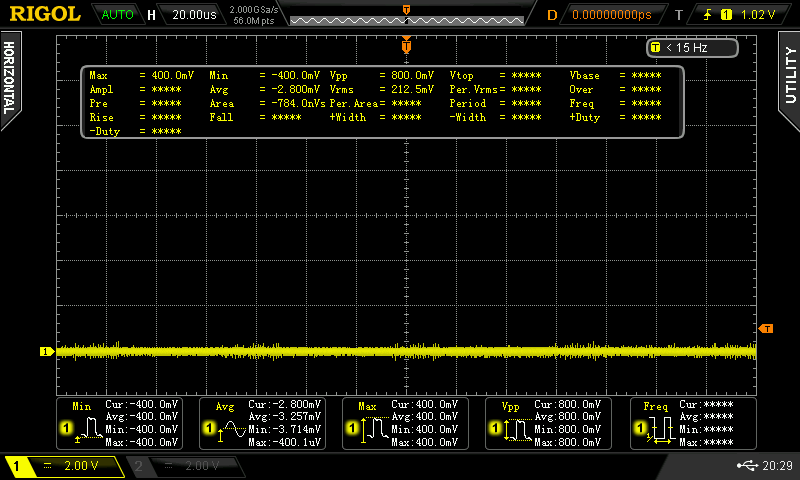 RIGOL AUTO H 20.00us 2.000GSa/s 56.0M pts T D 0.00000000ps T 1 1.02 V
HORIZONTAL
UTILITY
T
T < 15 Hz
Max = 400.0mV Min = -400.0mV Vpp = 800.0mV Vtop = ***** Vbase = *****
Ampl = ***** Avg = -2.800mV Vrms = 212.5mV Per.Vrms= ***** Over = *****
Pre = ***** Area = -784.0nVs Per.Area= ***** Period = ***** Freq = *****
Rise = ***** Fall = ***** +Width = ***** -Width = ***** +Duty = *****
-Duty = *****
T
1
Min Cur:-400.0mV
Avg:-400.0mV
1 Min:-400.0mV
Max:-400.0mV
Avg Cur:-2.800mV
Avg:-3.257mV
1 Min:-3.714mV
Max:-400.1uV
Max Cur:400.0mV
Avg:400.0mV
1 Min:400.0mV
Max:400.0mV
Vpp Cur:800.0mV
Avg:800.0mV
1 Min:800.0mV
Max:800.0mV
Freq Cur:*****
Avg:*****
1 Min:*****
Max:*****
1 = 2.00 V 2 = 2.00 V 20:29